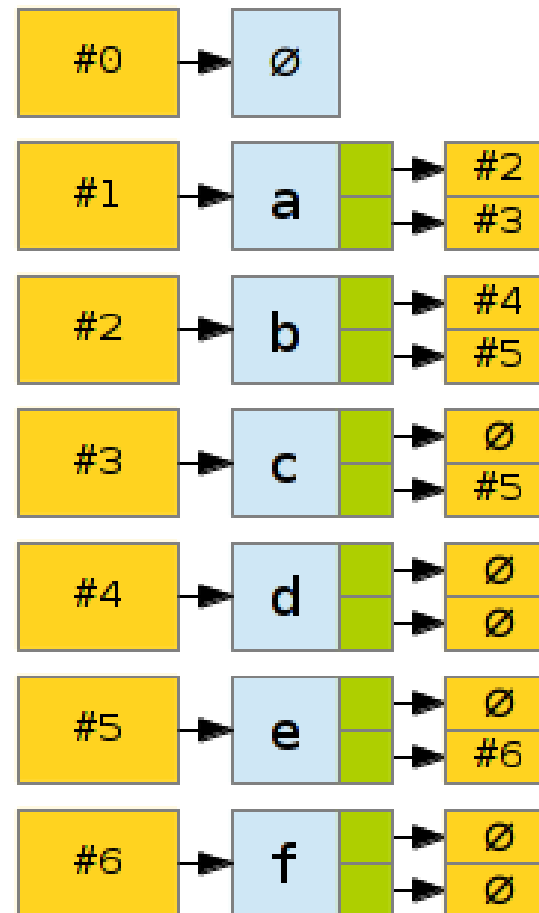 #0 ∅
#1 a #2
#3
#2 b #4
#5
#3 c ∅
#5
#4 d ∅
∅
#5 e ∅
#6
#6 f ∅
∅